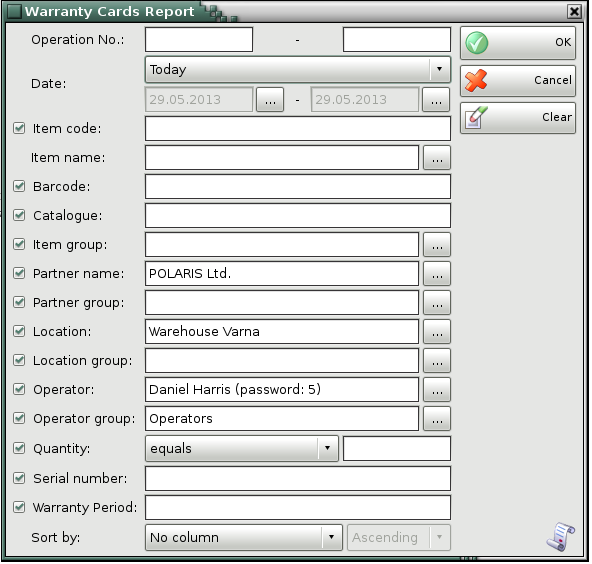 Warranty Cards Report
Operation No.: -
OK
Date: Today
Cancel
29.05.2013 ... - 29.05.2013 ...
Clear
Item code:
Item name: ...
Barcode:
Catalogue:
Item group: ...
Partner name: POLARIS Ltd. ...
Partner group: ...
Location: Warehouse Varna ...
Location group: ...
Operator: Daniel Harris (password: 5) ...
Operator group: Operators ...
Quantity: equals
Serial number:
Warranty Period:
Sort by: No column Ascending